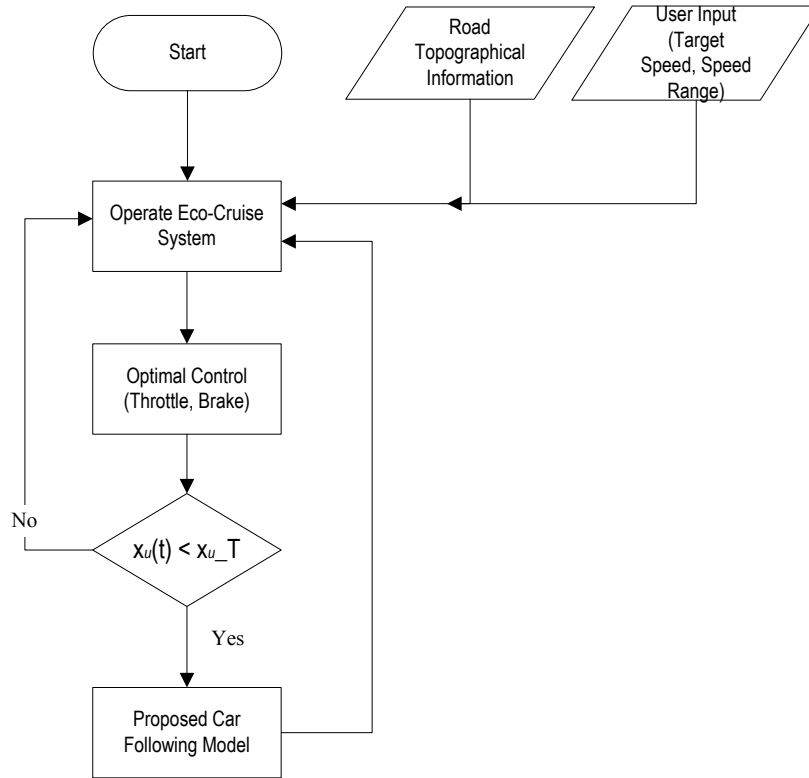 Start
Road
Topographical
Information
User Input
(Target
Speed, Speed
Range)
Operate Eco-Cruise
System
Optimal Control
(Throttle, Brake)
No
xu(t) < xu_T
Yes
Proposed Car
Following Model